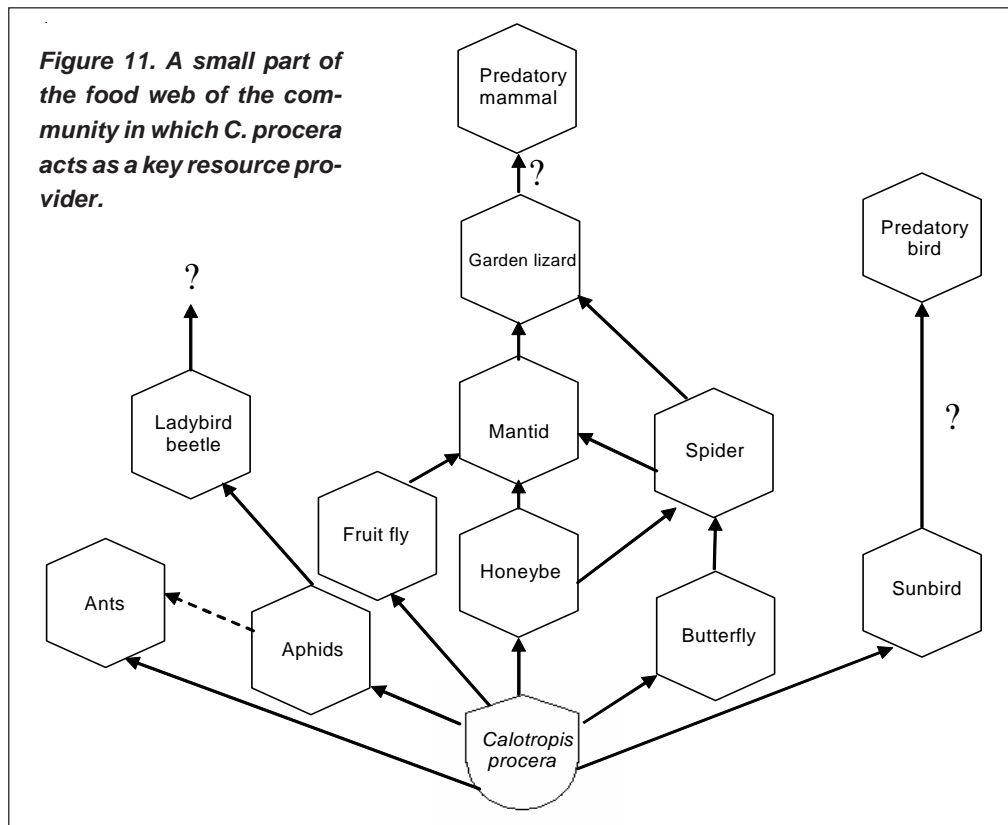 Figure 11. A small part of
the food web of the com-
munity in which C. procera
acts as a key resource pro-
vider.
Predatory
mammal
?
Garden lizard
Predatory
bird
?
Ladybird
beetle
Mantid
Spider
?
Fruit fly
Honeybe
Ants
Aphids
Butterfly
Sunbird
Calotropis
procera